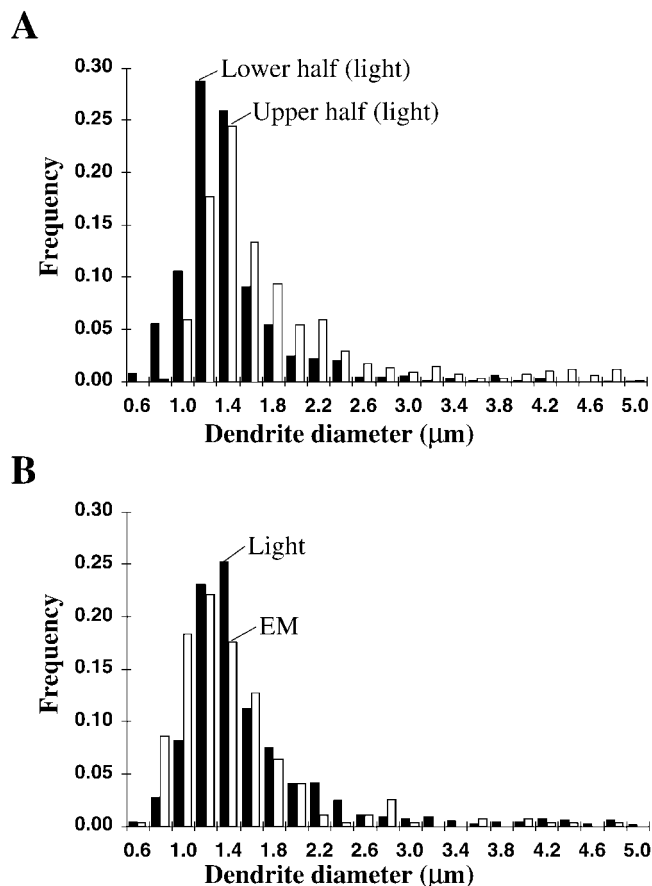 A
0.30
Lower half (light)
0.25
Upper half (light)
0.20
0.15
0.10
0.05
0.00
Frequency
0.6 1.0 1.4 1.8 2.2 2.6 3.0 3.4 3.8 4.2 4.6 5.0
Dendrite diameter (μm)
B
0.30
Light
0.25
0.20
EM
0.15
0.10
0.05
0.00
Frequency
0.6 1.0 1.4 1.8 2.2 2.6 3.0 3.4 3.8 4.2 4.6 5.0
Dendrite diameter (μm)